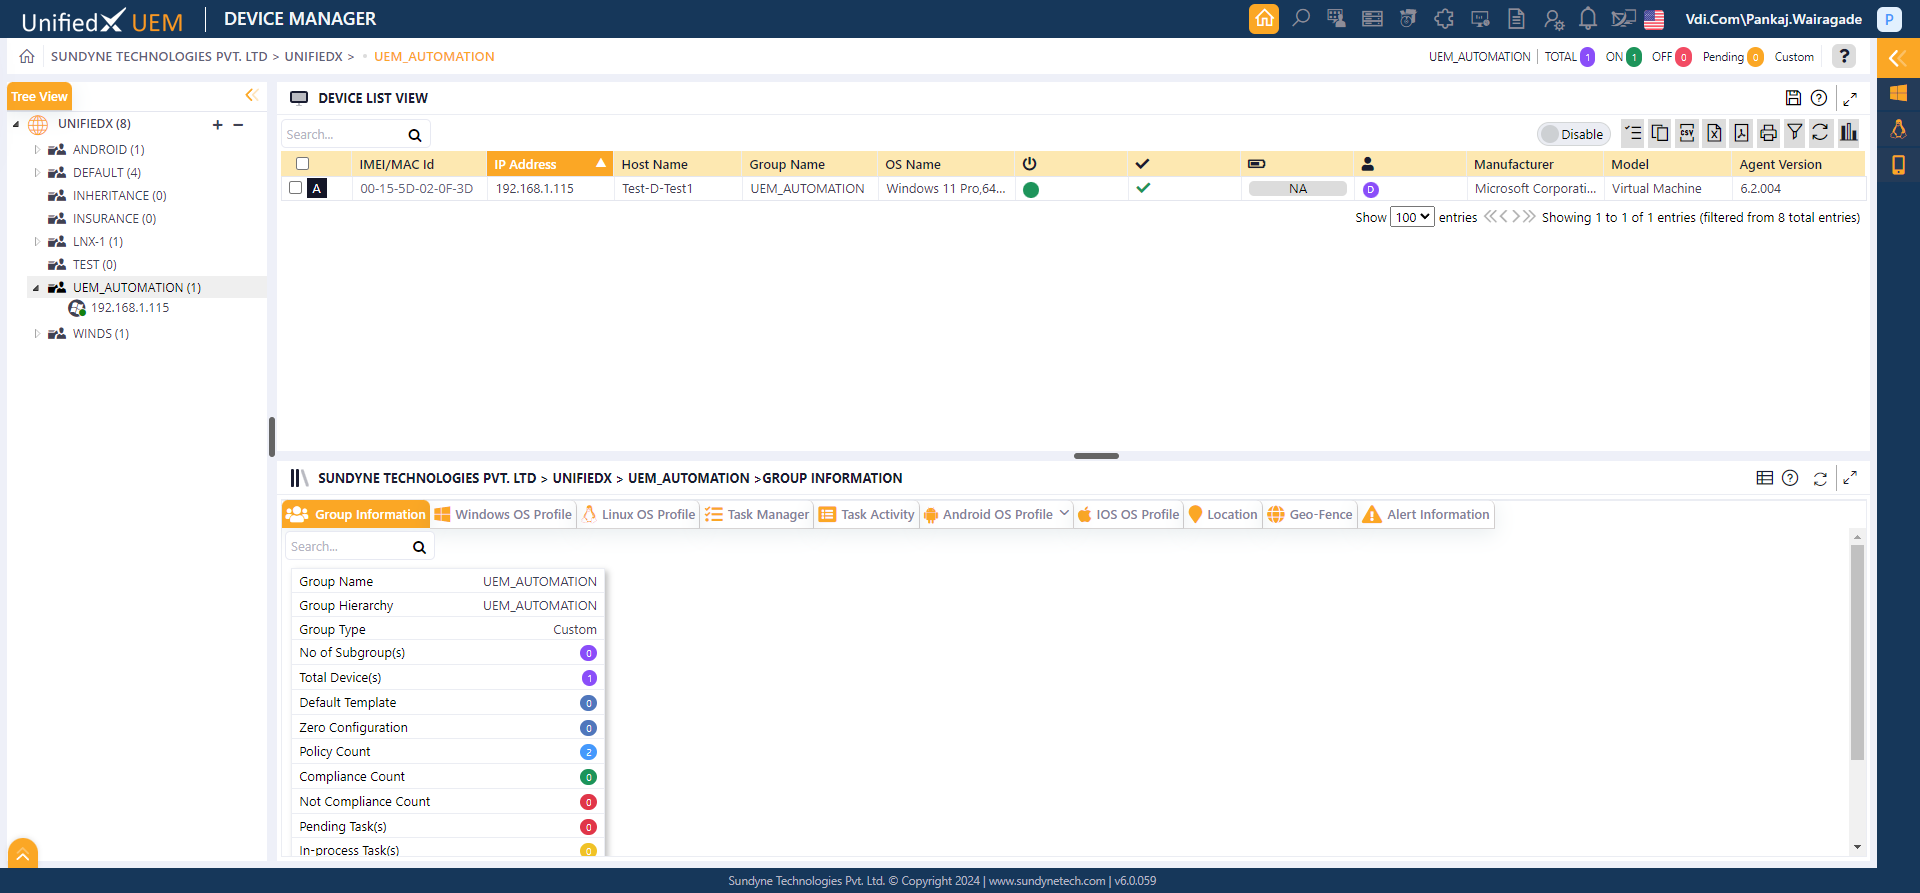 UnifiedX UEM
DEVICE MANAGER
Vdi.Com\Pankaj.Wairagade
P
SUNDYNE TECHNOLOGIES PVT. LTD > UNIFIEDX > • UEM_AUTOMATION
UEM_AUTOMATION TOTAL 1 ON 1 OFF 0 Pending 0 Custom ?
Tree View
UNIFIEDX (8)
ANDROID (1)
DEFAULT (4)
INHERITANCE (0)
INSURANCE (0)
LNX-1 (1)
TEST (0)
UEM_AUTOMATION (1)
192.168.1.115
WINDS (1)
DEVICE LIST VIEW
Search...
Disable
CSV
IMEI/MAC Id IP Address Host Name Group Name OS Name Manufacturer Model Agent Version
A 00-15-5D-02-0F-3D 192.168.1.115 Test-D-Test1 UEM_AUTOMATION Windows 11 Pro,64... NA D Microsoft Corporati... Virtual Machine 6.2.004
Show 100 entries Showing 1 to 1 of 1 entries (filtered from 8 total entries)
SUNDYNE TECHNOLOGIES PVT. LTD > UNIFIEDX > UEM_AUTOMATION >GROUP INFORMATION
Group Information Windows OS Profile Linux OS Profile Task Manager Task Activity Android OS Profile IOS OS Profile Location Geo-Fence Alert Information
Search...
Group Name UEM_AUTOMATION
Group Hierarchy UEM_AUTOMATION
Group Type Custom
No of Subgroup(s) 0
Total Device(s) 1
Default Template 0
Zero Configuration 0
Policy Count 2
Compliance Count 0
Not Compliance Count 0
Pending Task(s) 0
In-process Task(s) 0
Sundyne Technologies Pvt. Ltd. © Copyright 2024 | www.sundynetech.com | v6.0.059